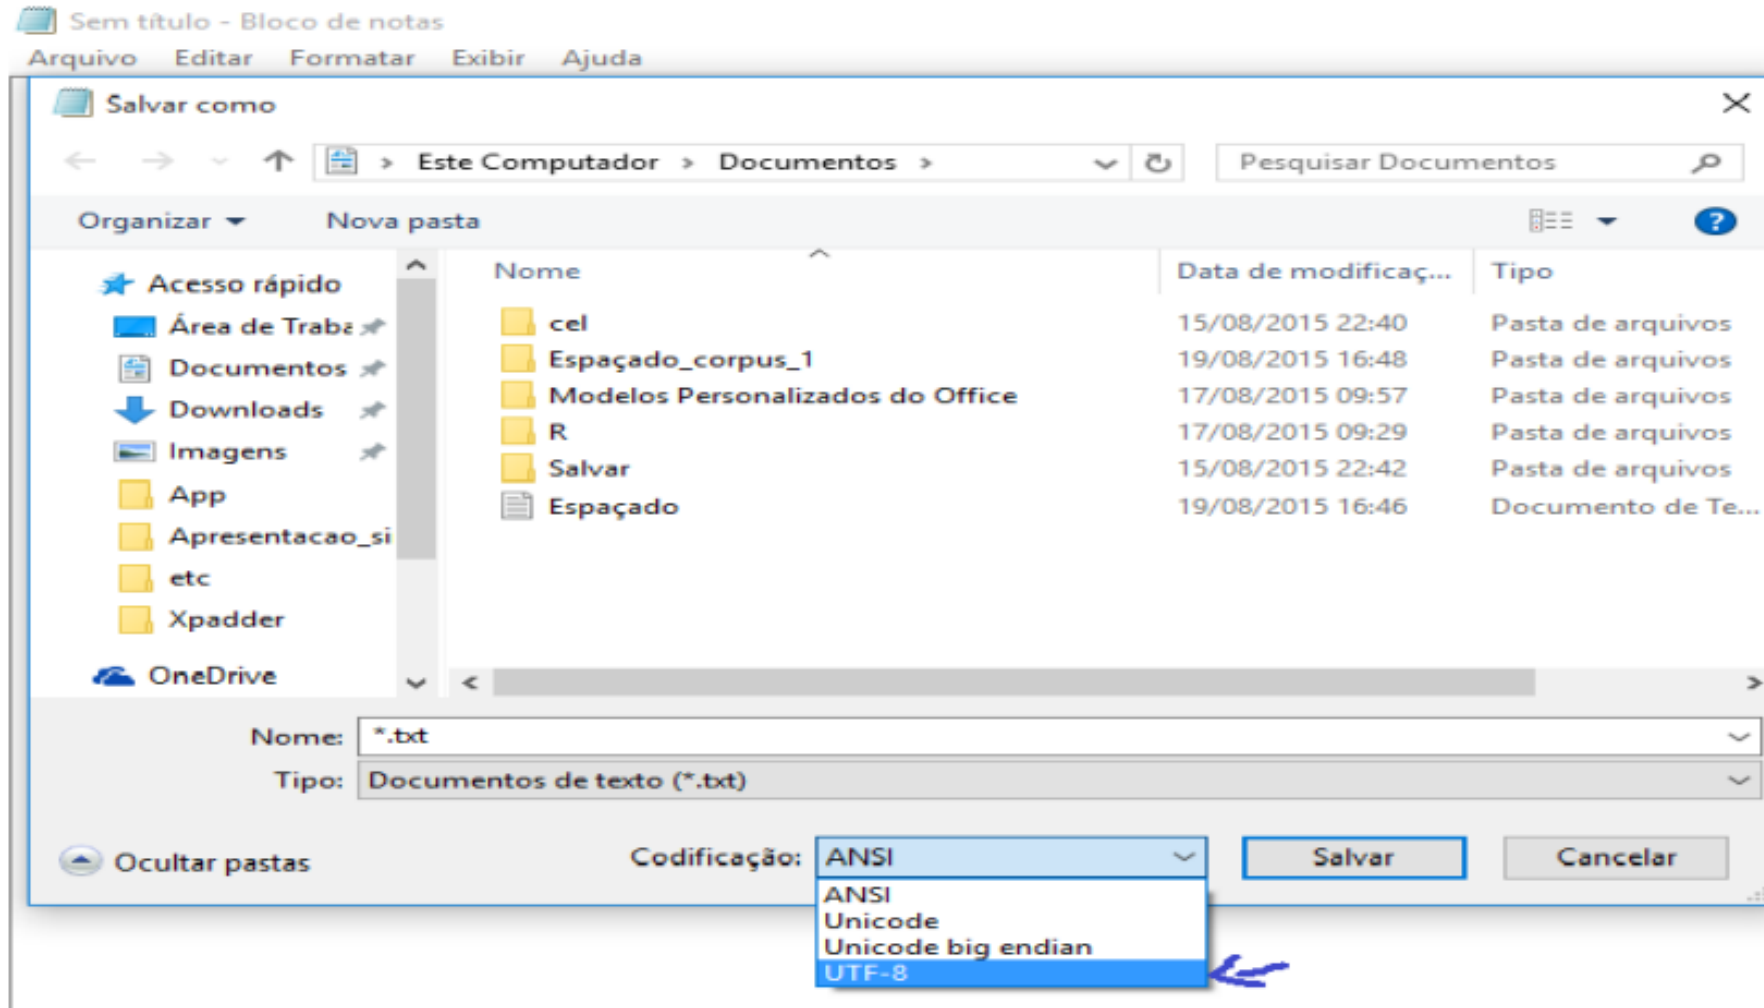 Sem título - Bloco de notas
Arquivo Editar Formatar Exibir Ajuda
Salvar como
Este Computador > Documentos >
Pesquisar Documentos
Organizar Nova pasta
Nome Data de modificaç... Tipo
Acesso rápido
Área de Traba
Documentos
Downloads
Imagens
App
Apresentacao_si
etc
Xpadder
OneDrive
cel 15/08/2015 22:40 Pasta de arquivos
Espaçado_corpus_1 19/08/2015 16:48 Pasta de arquivos
Modelos Personalizados do Office 17/08/2015 09:57 Pasta de arquivos
R 17/08/2015 09:29 Pasta de arquivos
Salvar 15/08/2015 22:42 Pasta de arquivos
Espaçado 19/08/2015 16:46 Documento de Te...
Nome: *.txt
Tipo: Documentos de texto (*.txt)
Ocultar pastas Codificação: ANSI Salvar Cancelar
ANSI
Unicode
Unicode big endian
UTF-8